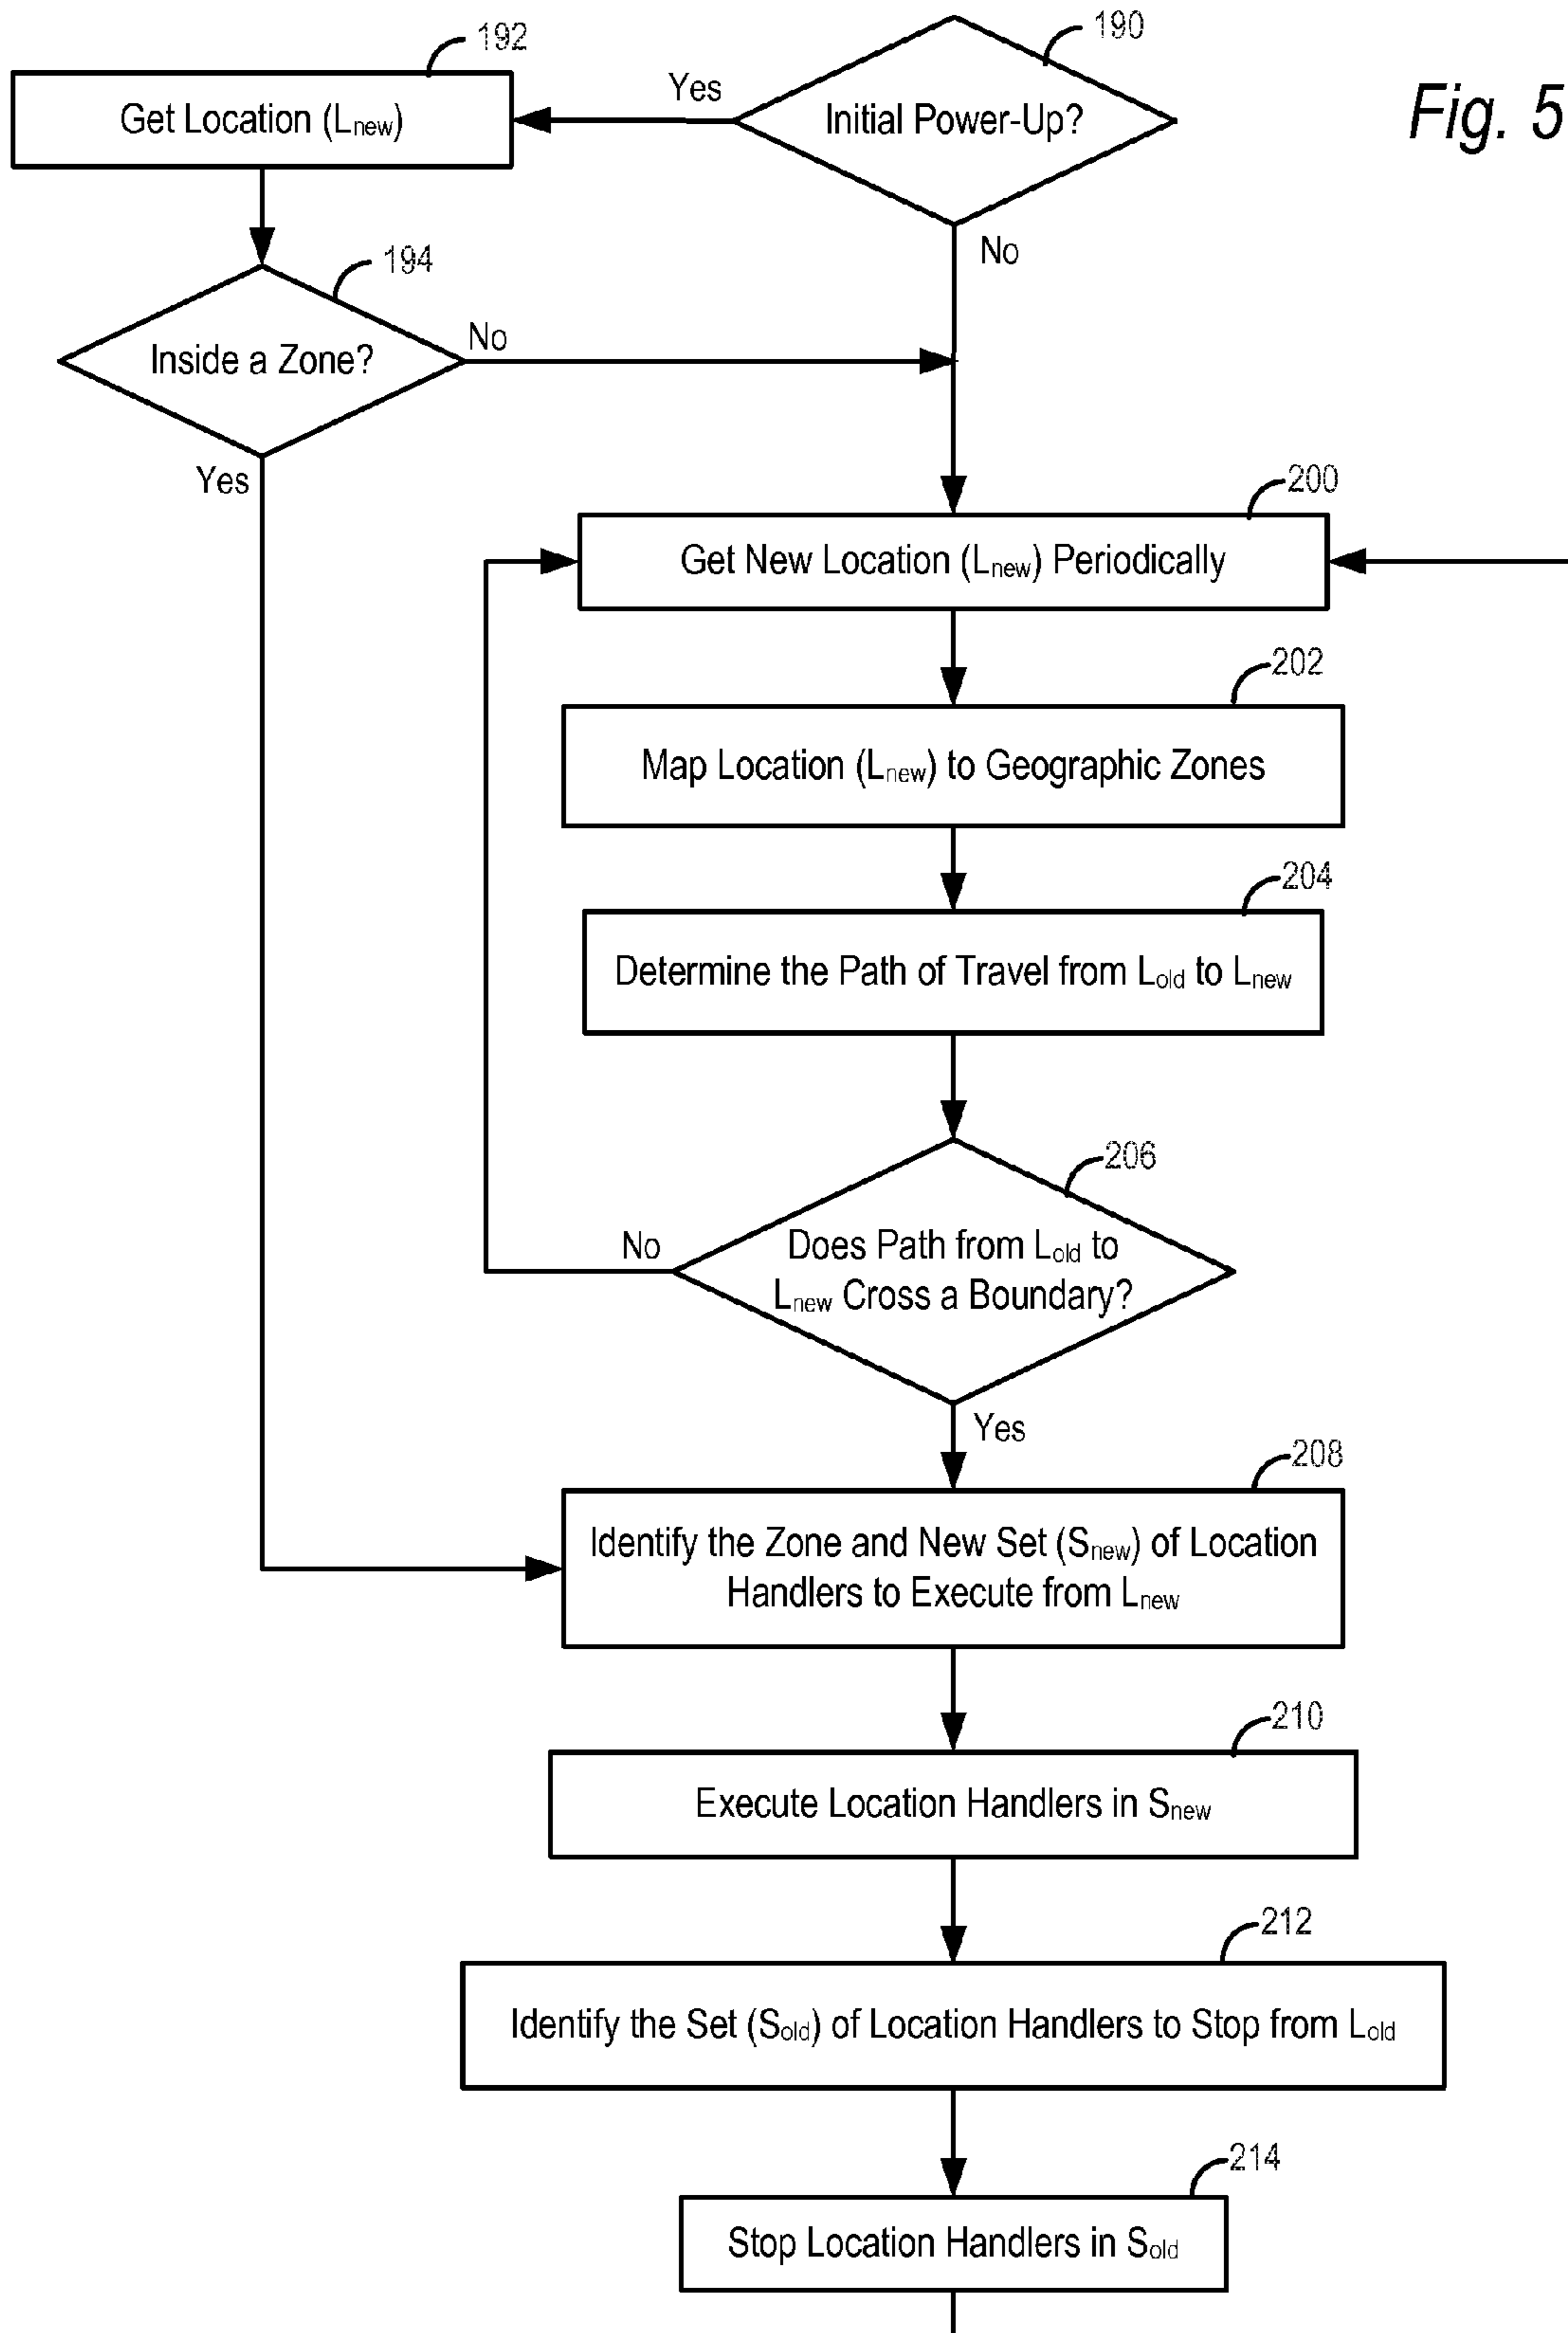 192
190
Fig. 5
Get Location (Lnew)
Yes
Initial Power-Up?
No
194
Inside a Zone?
No
Yes
200
Get New Location (Lnew) Periodically
202
Map Location (Lnew) to Geographic Zones
204
Determine the Path of Travel from Lold to Lnew
206
No
Does Path from Lold to
Lnew Cross a Boundary?
Yes
208
Identify the Zone and New Set (Snew) of Location
Handlers to Execute from Lnew
210
Execute Location Handlers in Snew
212
Identify the Set (Sold) of Location Handlers to Stop from Lold
214
Stop Location Handlers in Sold